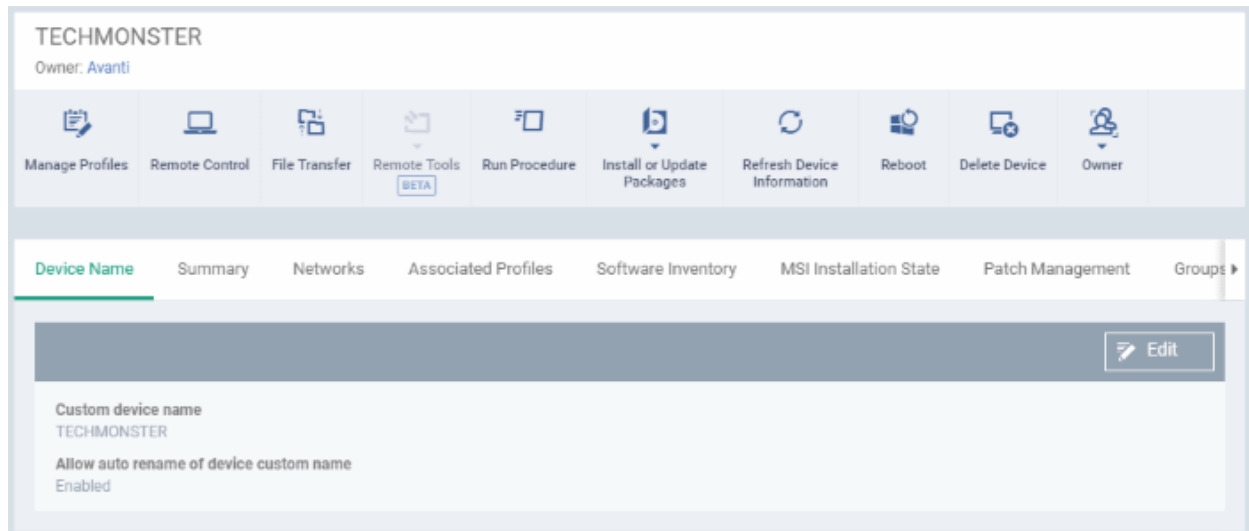 TECHMONSTER
Owner: Avanti
Manage Profiles
Remote Control
File Transfer
Remote Tools
BETA
Run Procedure
Install or Update
Packages
Refresh Device
Information
Reboot
Delete Device
Owner
Device Name
Summary
Networks
Associated Profiles
Software Inventory
MSI Installation State
Patch Management
Groups
Edit
Custom device name
TECHMONSTER
Allow auto rename of device custom name
Enabled